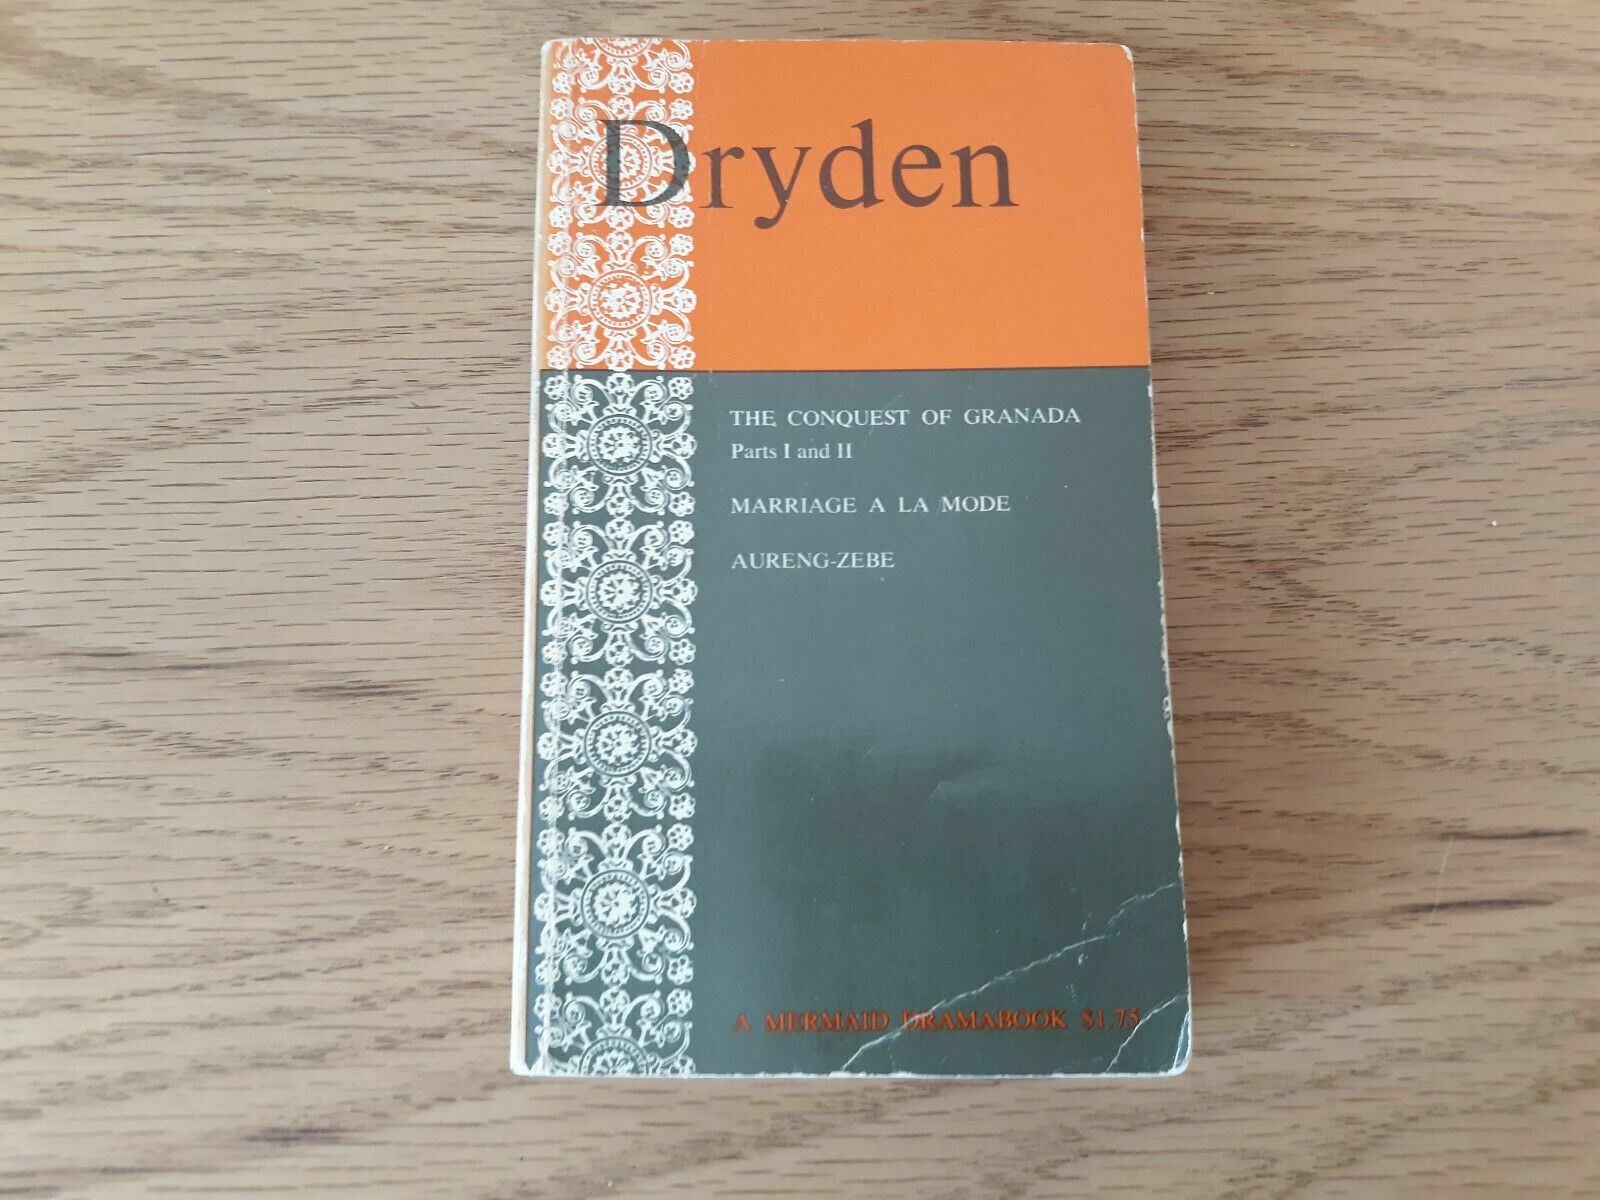 Dryden
THE CONQUEST OF GRANADA
Parts I and II
MARRIAGE A LA MODE
AURENG-ZEBE
A MERMAID DRAMABOOK $1.75